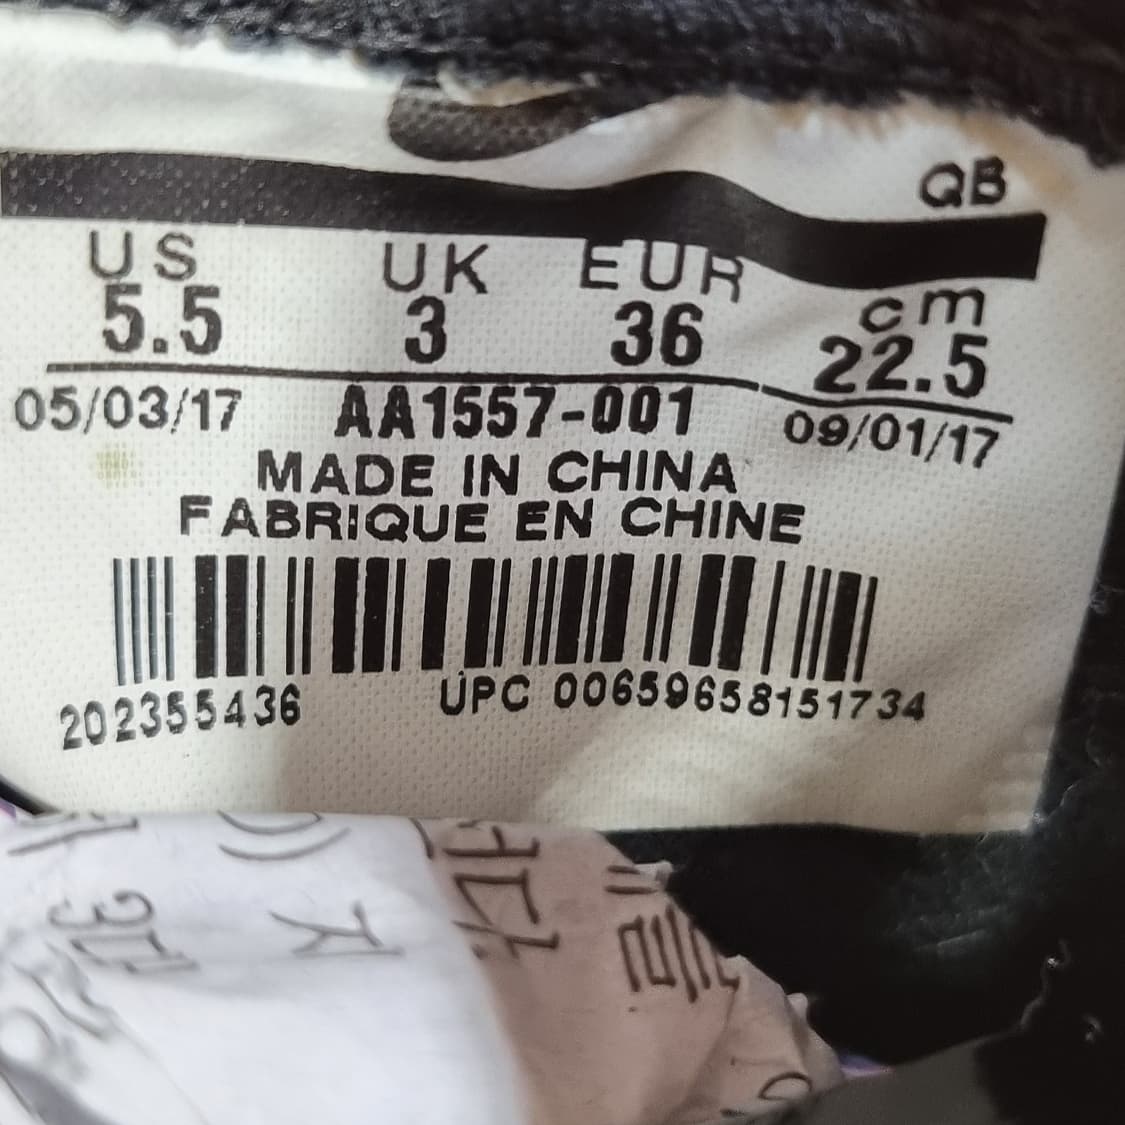 QB
US UK EUR cm
5.5 3 36 22.5
05/03/17 AA1557-001 09/01/17
MADE IN CHINA
FABRIQUE EN CHINE
202355436 UPC 00659658151734